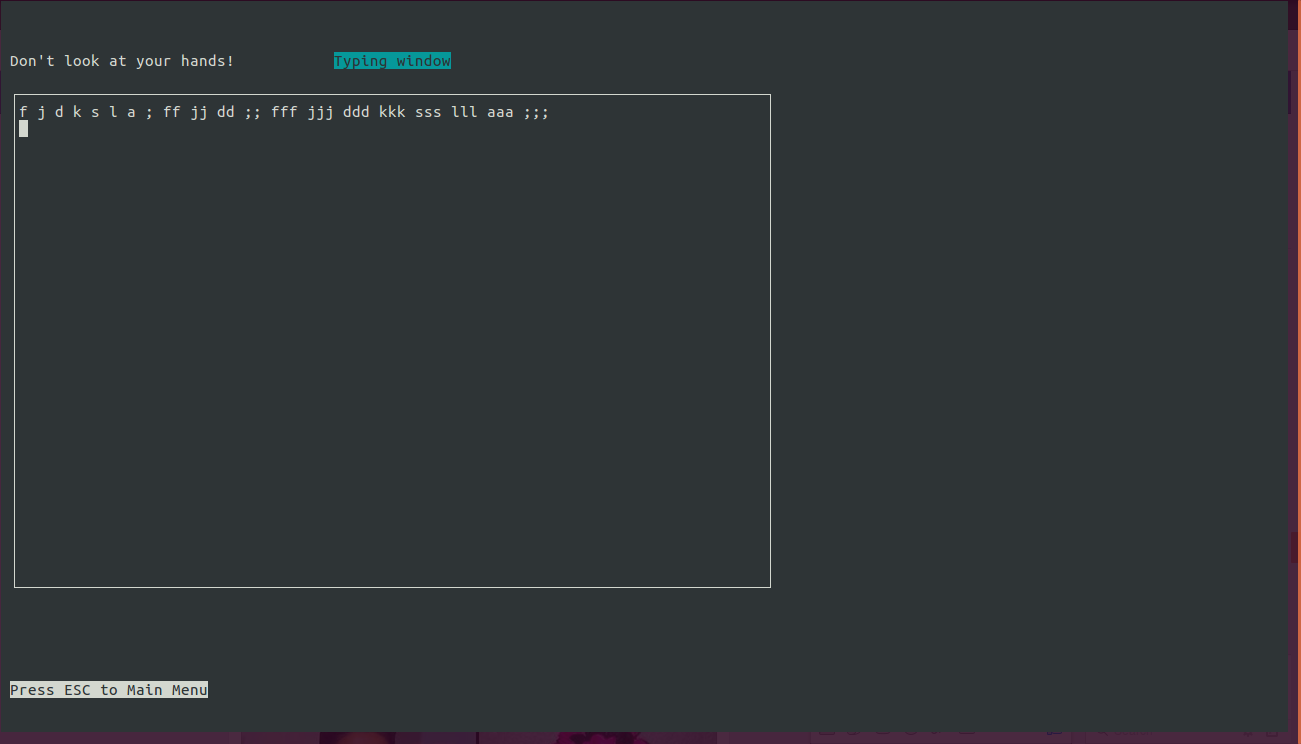 Don't look at your hands! Typing window
f j d k s l a ; ff jj dd ;; fff jjj ddd kkk sss lll aaa ;;;
Press ESC to Main Menu